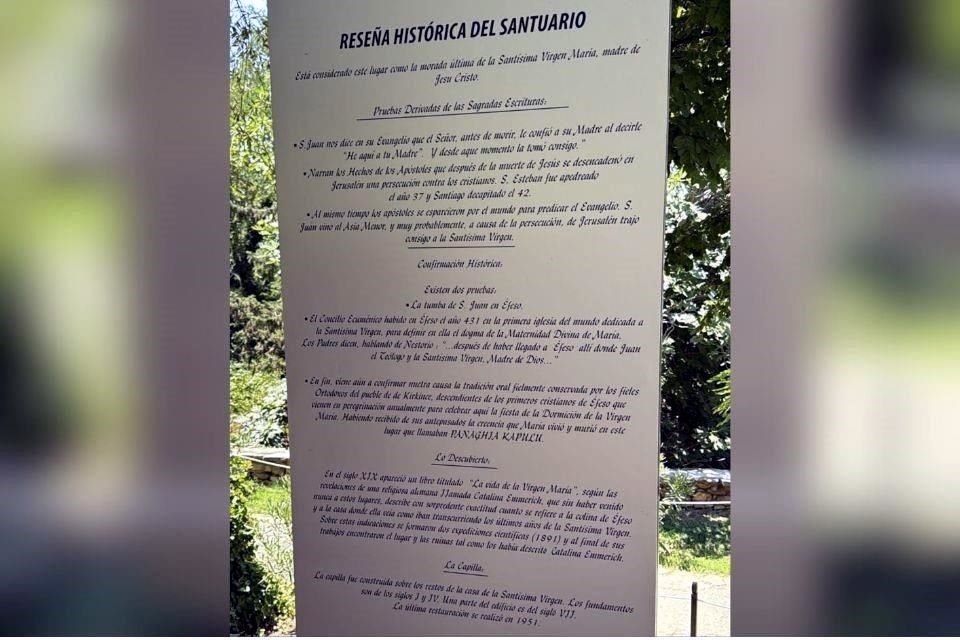 RESEÑA HISTÓRICA DEL SANTUARIO
Está considerado este lugar como la morada última de la Santísima Virgen María, madre de
Jesu Cristo.
Pruebas Derivadas de las Sagradas Escrituras:
• S. Juan nos dice en su Evangelio que el Señor, antes de morir, le confió a su Madre al decirle
"He aqui a tu Madre". Y desde aque momento la tomó consigo."
• Narran los Hechos de los Apóstoles que después de la muerte de Jesús se desencadenó en
Jerusalén una persecución contra los cristianos. S. Esteban fue apedreado
el año 37 y Santiago decapitado el 42.
• Al mismo tiempo los apóstoles se esparcieron por el mundo para predicar el Evangelio. S.
Juan vino al Asia Menor, y muy probablemente, a causa de la persecución, de Jerusalén trajo
consigo a la Santísima Virgen.
Confirmación Histórica:
Existen dos pruebas:
• La tumba de S. Juan en Éfeso.
• El Concilio Ecuménico habido en Éfeso el año 431 en la primera iglesia del mundo dedicada a
la Santísima Virgen, para definir en ella el dogma de la Maternidad Divina de María.
Los Padres dicen, hablando de Nestorio : "...después de haber llegado a Éfeso allí donde Juan
el Teólogo y la Santísima Virgen, Madre de Dios..."
• En fin, viene aún a confirmar nuetra causa la tradición oral fielmente conservada por los fieles
Ortodoxos del pueble de de Kirkince, descendientes de los primeros cristianos de Éfeso que
vienen en peregrinación anualmente para celebrar aquí la fiesta de la Dormición de la Virgen
María. Habiendo recibido de sus antepasados la creencia que María vivió y murió en este
lugar que llamaban PANAGHIA KAPULU.
Lo Descubierto:
En el siglo XIX apareció un libro titulado "La vida de la Virgen María", según las
revelaciones de una religiosa alemana llamada Catalina Emmerich, que sin haber venido
nunca a estos lugares, describe con sorprendente exactitud cuanto se refiere a la colina de Éfeso
y a la casa donde ella veía como iban transcurriendo los últimos años de la Santísima Virgen.
Sobre estas indicaciones se formaron dos expediciones científicas (1891) y al final de sus
trabajos encontraron el lugar y las ruinas tal como los había descrito Catalina Emmerich.
La Capilla:
La capilla fue construida sobre los restos de la casa de la Santísima Virgen. Los fundamentos
son de los siglos I y IV. Una parte del edificio es del siglo VII.
La última restauración se realizó en 1951.